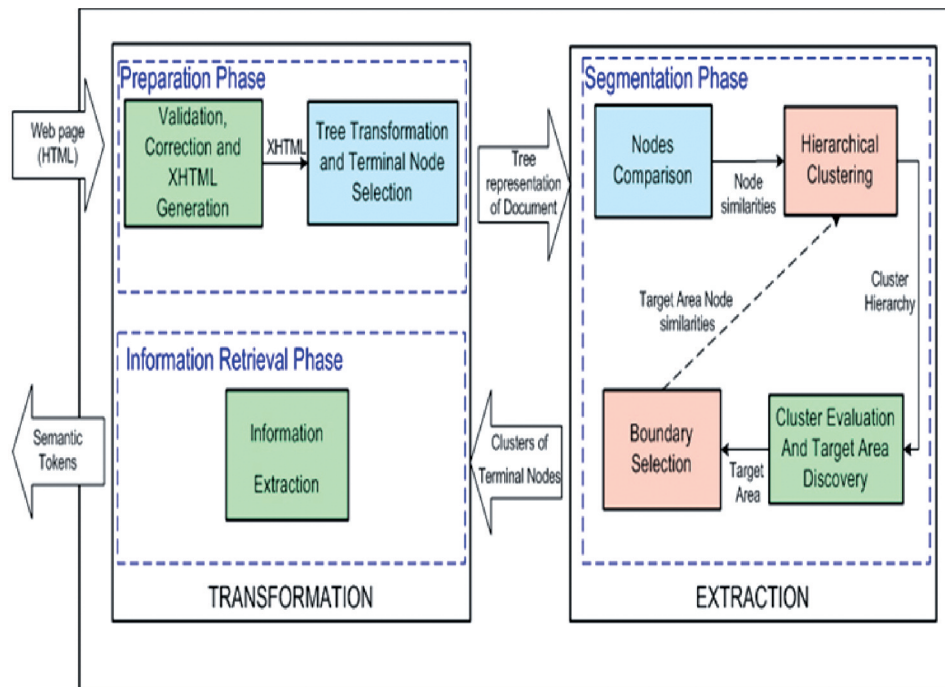 Preparation Phase
Web page
(HTML)
Validation,
Correction and
XHTML
Generation
XHTML
Tree Transformation
and Terminal Node
Selection
Tree
representation
of Document
Segmentation Phase
Nodes
Comparison
Node
similarities
Hierarchical
Clustering
Cluster
Hierarchy
Target Area Node
similarities
Information Retrieval Phase
Semantic
Tokens
Information
Extraction
Clusters of
Terminal Nodes
Boundary
Selection
Target
Area
Cluster Evaluation
And Target Area
Discovery
TRANSFORMATION
EXTRACTION